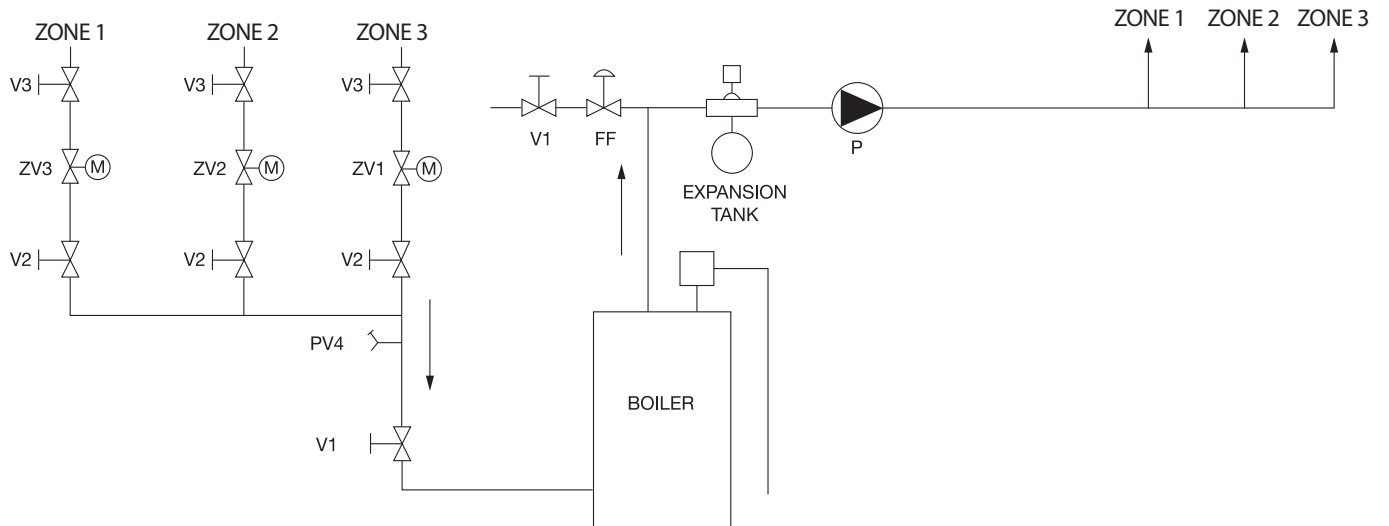 ZONE 1 ZONE 2 ZONE 3
ZONE 1 ZONE 2 ZONE 3
V3 V3 V3
V1 FF P
ZV3 M ZV2 M ZV1 M
EXPANSION
TANK
V2 V2 V2
PV4
BOILER
V1